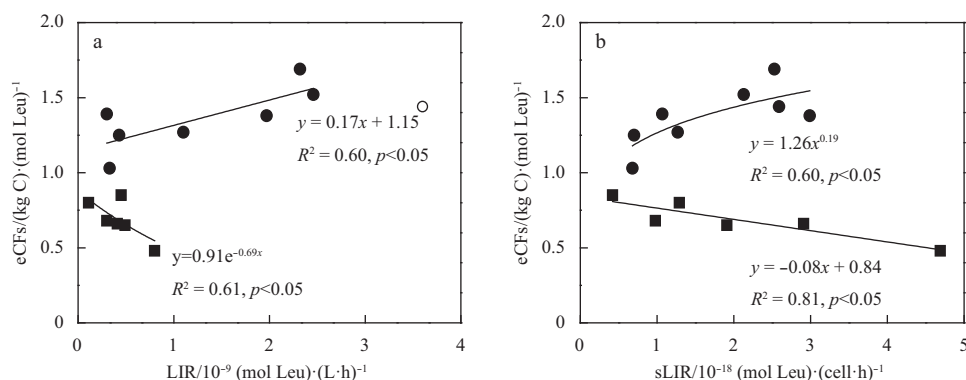 a
2.0
1.5
1.0
0.5
0
eCFs/(kg C)·(mol Leu)⁻¹
y = 0.17x + 1.15
R² = 0.60, p<0.05
y=0.91e⁻⁰·⁶⁹ˣ
R² = 0.61, p<0.05
0 1 2 3 4
LIR/10⁻⁹ (mol Leu)·(L·h)⁻¹
b
2.0
1.5
1.0
0.5
0
eCFs/(kg C)·(mol Leu)⁻¹
y = 1.26x⁰·¹⁹
R² = 0.60, p<0.05
y = –0.08x + 0.84
R² = 0.81, p<0.05
0 1 2 3 4 5
sLIR/10⁻¹⁸ (mol Leu)·(cell·h)⁻¹